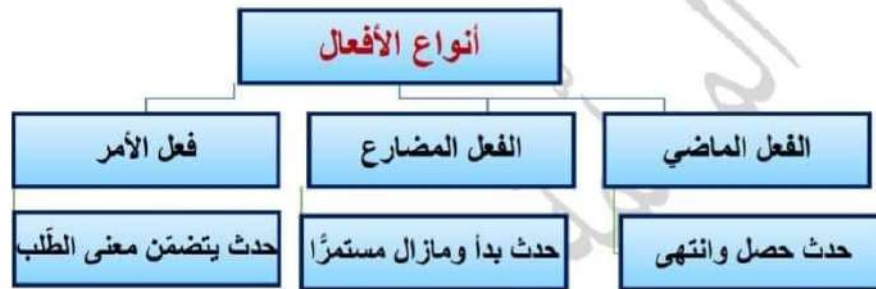 أنواع الأفعال
الفعل الماضي
الفعل المضارع
فعل الأمر
حدث حصل وانتهى
حدث بدأ ومازال مستمرًّا
حدث يتضمّن معنى الطّلب